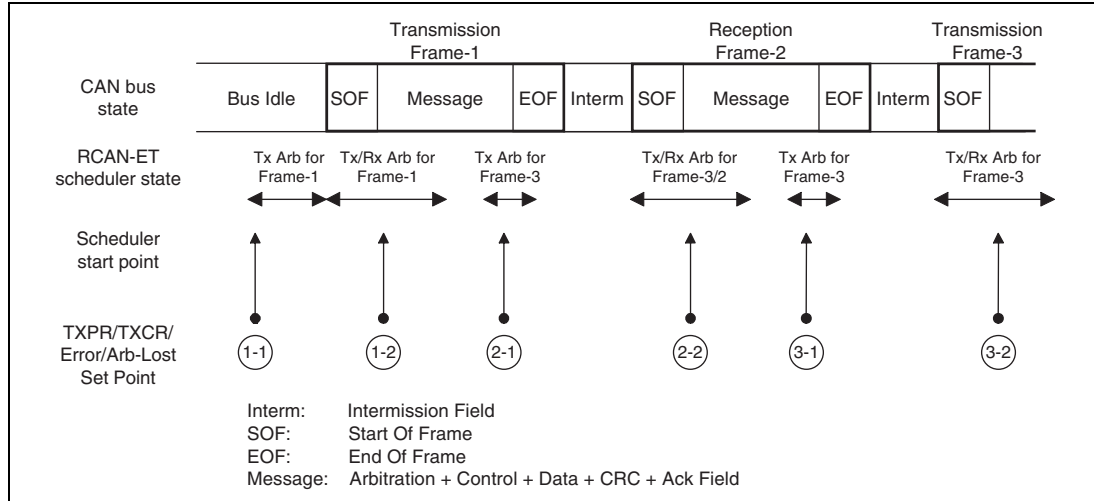 Transmission
Frame-1
Reception
Frame-2
Transmission
Frame-3
CAN bus
state
Bus Idle
SOF
Message
EOF
Interm
SOF
Message
EOF
Interm
SOF
RCAN-ET
scheduler state
Tx Arb for
Frame-1
Tx/Rx Arb for
Frame-1
Tx Arb for
Frame-3
Tx/Rx Arb for
Frame-3/2
Tx Arb for
Frame-3
Tx/Rx Arb for
Frame-3
Scheduler
start point
TXPR/TXCR/
Error/Arb-Lost
Set Point
1-1
1-2
2-1
2-2
3-1
3-2
Interm: Intermission Field
SOF: Start Of Frame
EOF: End Of Frame
Message: Arbitration + Control + Data + CRC + Ack Field